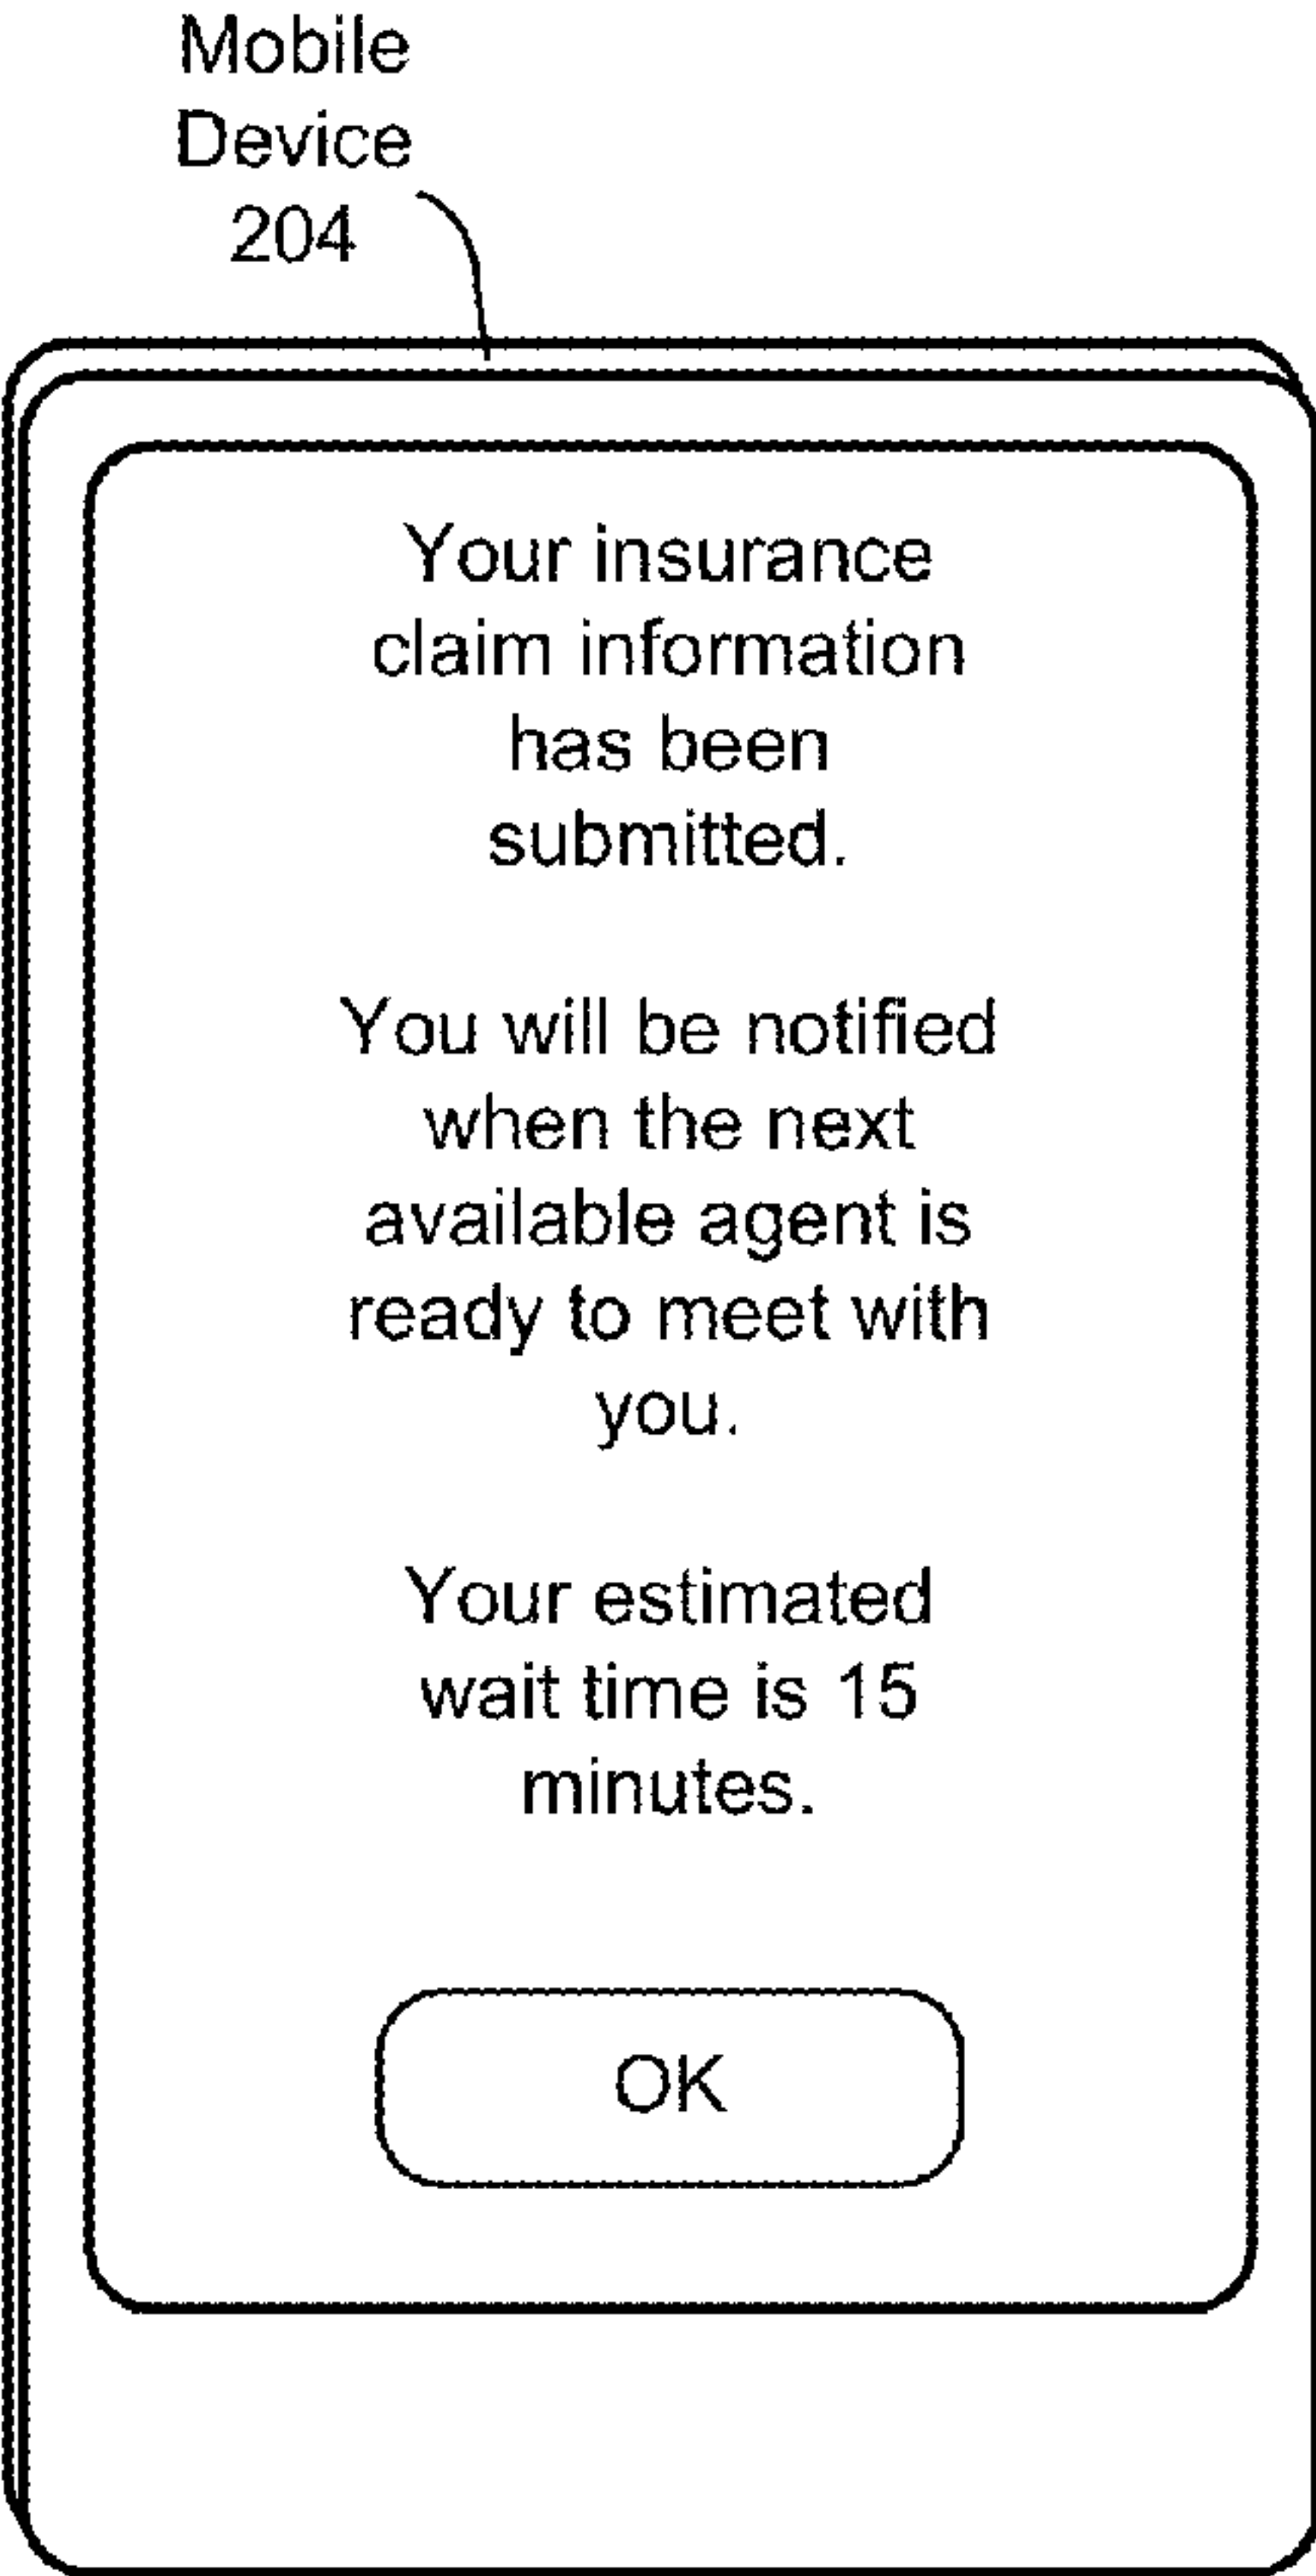 Mobile
Device
204
Your insurance
claim information
has been
submitted.
You will be notified
when the next
available agent is
ready to meet with
you.
Your estimated
wait time is 15
minutes.
OK